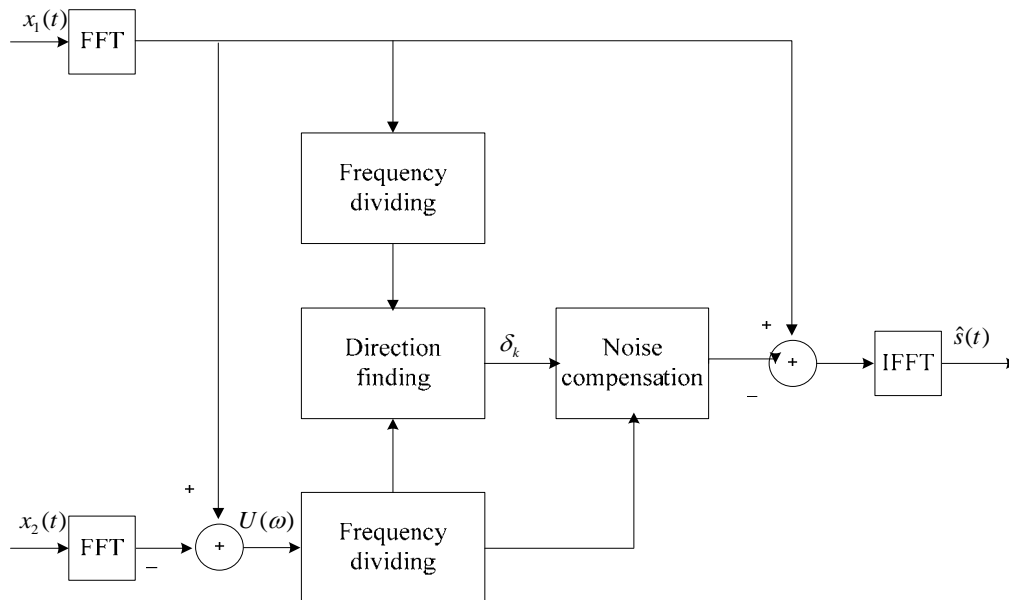 x₁(t)
FFT
Frequency
dividing
Direction
finding
δₖ
Noise
compensation
+
+
−
IFFT
ŝ(t)
x₂(t)
FFT
−
+
+
U(ω)
Frequency
dividing